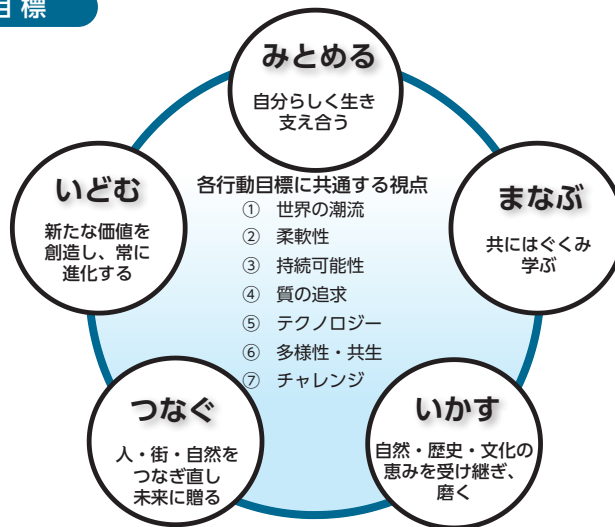 目標
みとめる
自分らしく生き
支え合う
いどむ
新たな価値を
創造し、常に
進化する
まなぶ
共にはぐくみ
学ぶ
各行動目標に共通する視点
① 世界の潮流
② 柔軟性
③ 持続可能性
④ 質の追求
⑤ テクノロジー
⑥ 多様性・共生
⑦ チャレンジ
つなぐ
人・街・自然を
つなぎ直し
未来に贈る
いかす
自然・歴史・文化の
恵みを受け継ぎ、
磨く